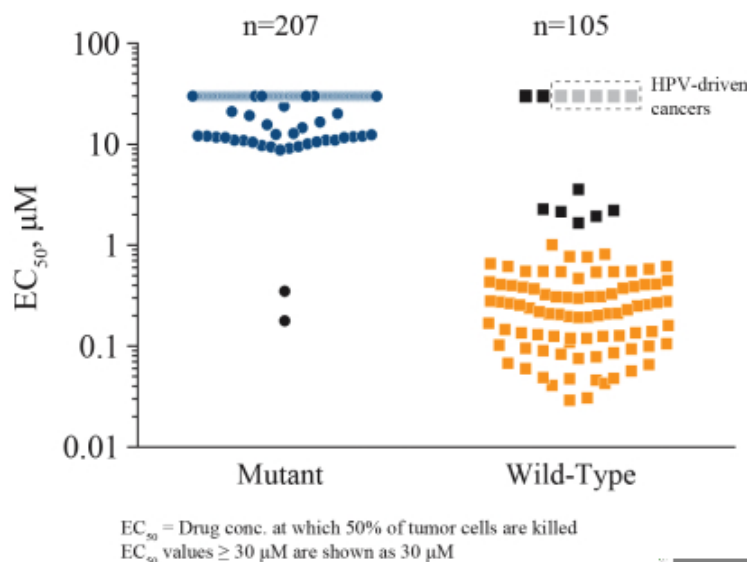 n=207 n=105
100
HPV-driven
cancers
10
1
0.1
0.01
EC50, μM
Mutant Wild-Type
EC50 = Drug conc. at which 50% of tumor cells are killed
EC50 values ≥ 30 μM are shown as 30 μM